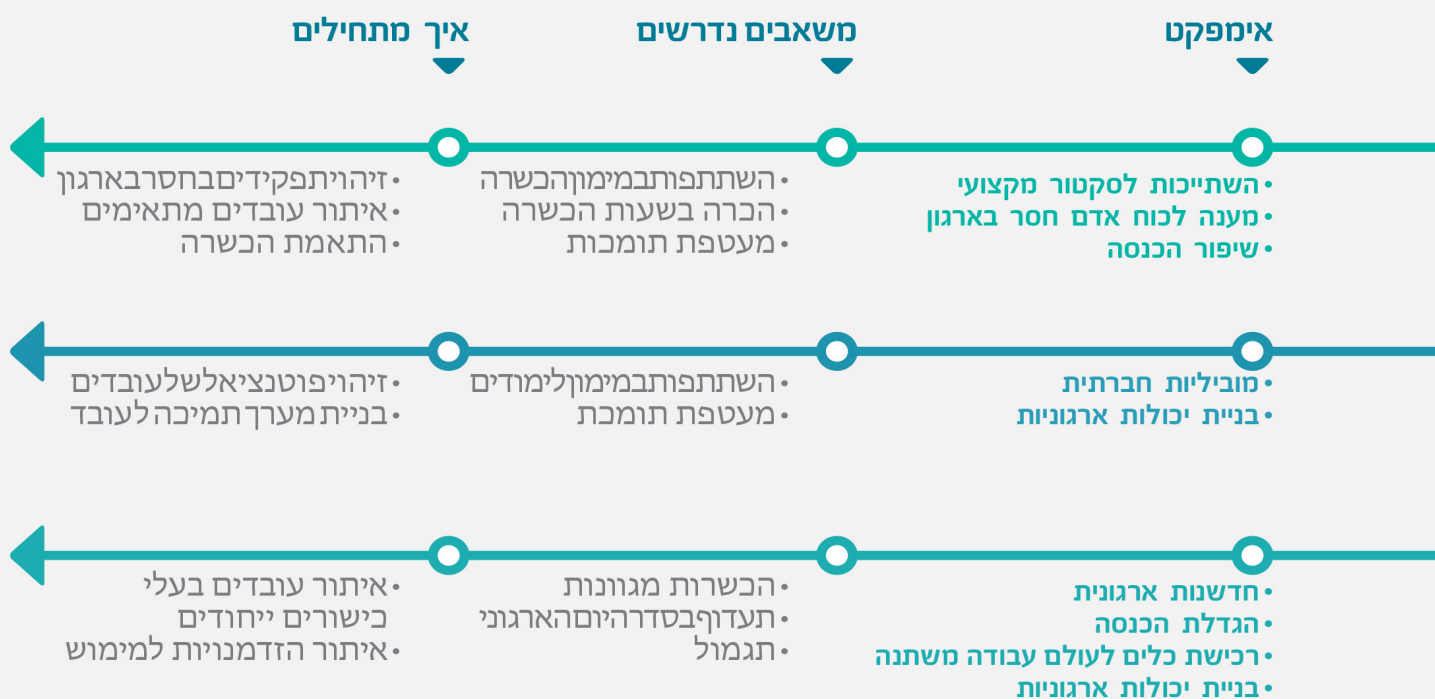 אימפקט
משאבים נדרשים
איך מתחילים
•השתייכות לסקטור מקצועי
•מענה לכוח אדם חסר בארגון
•שיפור הכנסה
•השתתפותבמימוןהכשרה
•הכרה בשעות הכשרה
•מעטפת תומכות
•זיהויתפקידיםבחסרבארגון
•איתור עובדים מתאימים
•התאמת הכשרה
•מוביליות חברתית
•בניית יכולות ארגוניות
•השתתפותבמימוןלימודים
•מעטפת תומכת
•זיהויפוטנציאלשלעובדים
•בניית מערך תמיכה לעובד
•חדשנות ארגונית
•הגדלת הכנסה
•רכישת כלים לעולם עבודה משתנה
•בניית יכולות ארגוניות
•הכשרות מגוונות
•תעדוףבסדרהיוםהארגוני
•תגמול
•איתור עובדים בעלי
כישורים ייחודים
•איתור הזדמנויות למימוש